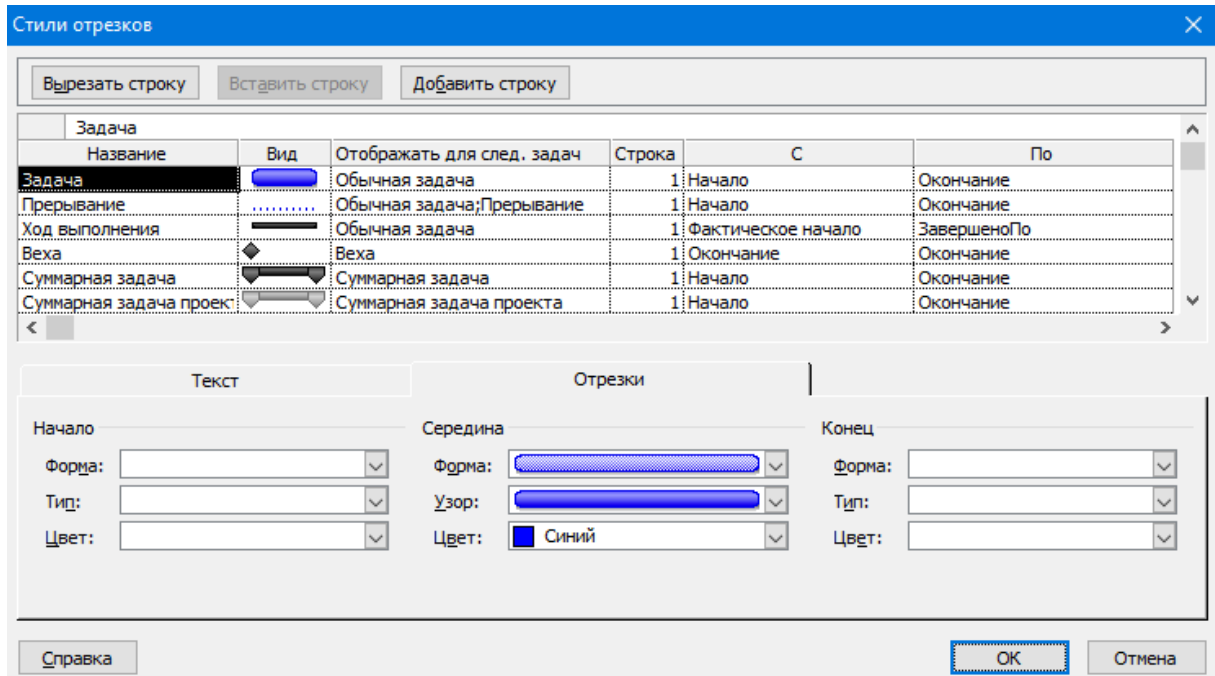 Стили отрезков
Вырезать строку Вставить строку Добавить строку
Задача
Название Вид Отображать для след. задач Строка С По
Задача Обычная задача 1 Начало Окончание
Прерывание Обычная задача;Прерывание 1 Начало Окончание
Ход выполнения Обычная задача 1 Фактическое начало ЗавершеноПо
Веха Веха 1 Окончание Окончание
Суммарная задача Суммарная задача 1 Начало Окончание
Суммарная задача проект Суммарная задача проекта 1 Начало Окончание
Текст Отрезки
Начало Середина Конец
Форма: Форма: Форма:
Тип: Узор: Тип:
Цвет: Цвет: Синий Цвет:
Справка ОК Отмена